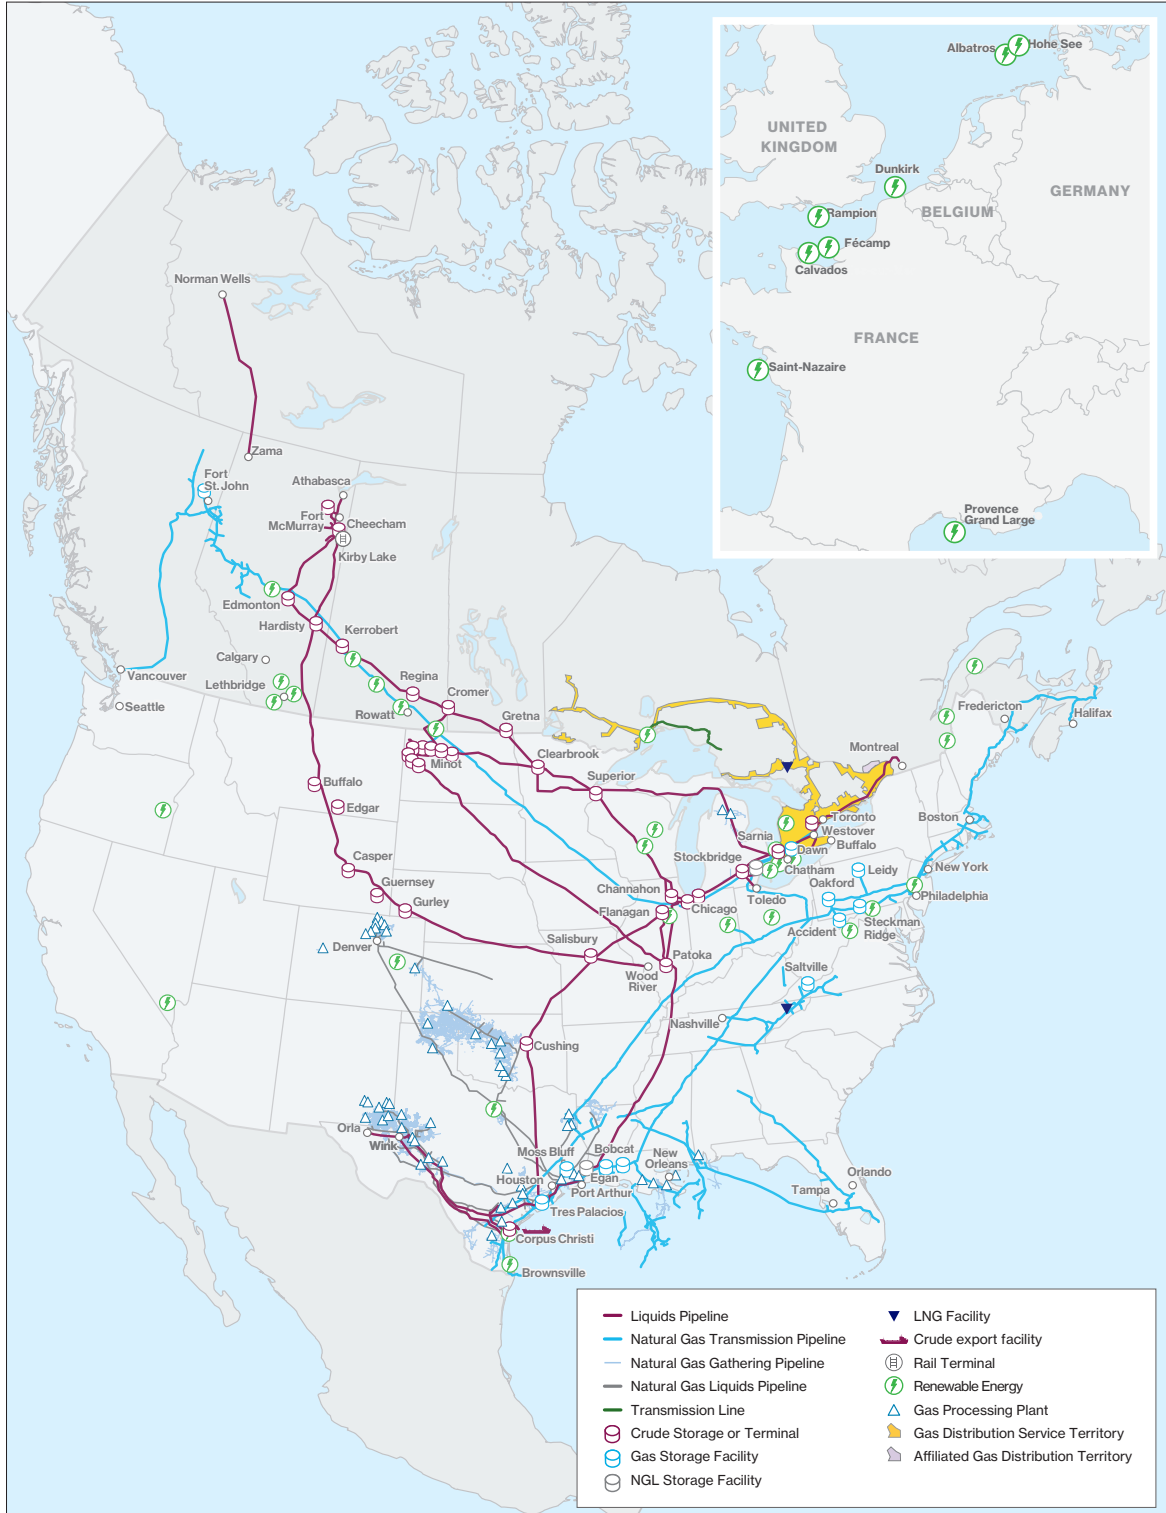 Albatros
Hohe See
UNITED
KINGDOM
Dunkirk
GERMANY
BELGIUM
Rampion
Fécamp
Calvados
FRANCE
Saint-Nazaire
Provence
Grand Large
Norman Wells
Zama
Fort
St. John
Athabasca
Fort
McMurray
Cheecham
Kirby Lake
Edmonton
Hardisty
Kerrobert
Calgary
Vancouver
Lethbridge
Regina
Cromer
Seattle
Rowatt
Gretna
Fredericton
Halifax
Montreal
Clearbrook
Minot
Superior
Buffalo
Edgar
Toronto
Westover
Buffalo
Boston
Sarnia
Dawn
Stockbridge
Chatham
Leidy
New York
Casper
Guernsey
Gurley
Channahon
Flanagan
Chicago
Toledo
Oakford
Philadelphia
Accident
Steckman
Ridge
Denver
Salisbury
Wood
River
Patoka
Saltville
Nashville
Cushing
Orla
Wink
Moss Bluff
Bobcat
New
Orleans
Houston
Egan
Port Arthur
Orlando
Tampa
Tres Palacios
Corpus Christi
Brownsville
Liquids Pipeline
Natural Gas Transmission Pipeline
Natural Gas Gathering Pipeline
Natural Gas Liquids Pipeline
Transmission Line
Crude Storage or Terminal
Gas Storage Facility
NGL Storage Facility
LNG Facility
Crude export facility
Rail Terminal
Renewable Energy
Gas Processing Plant
Gas Distribution Service Territory
Affiliated Gas Distribution Territory